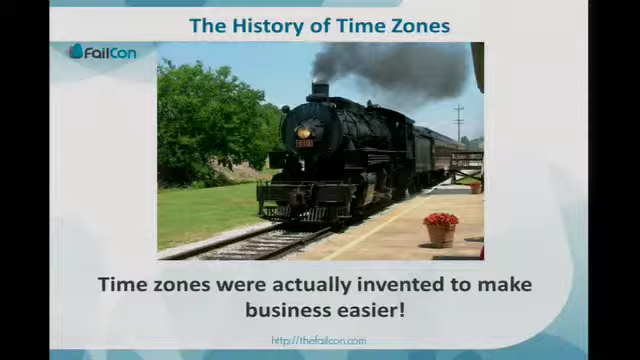 The History of Time Zones
FailCon
Time zones were actually invented to make
business easier!
http://thefailcon.com